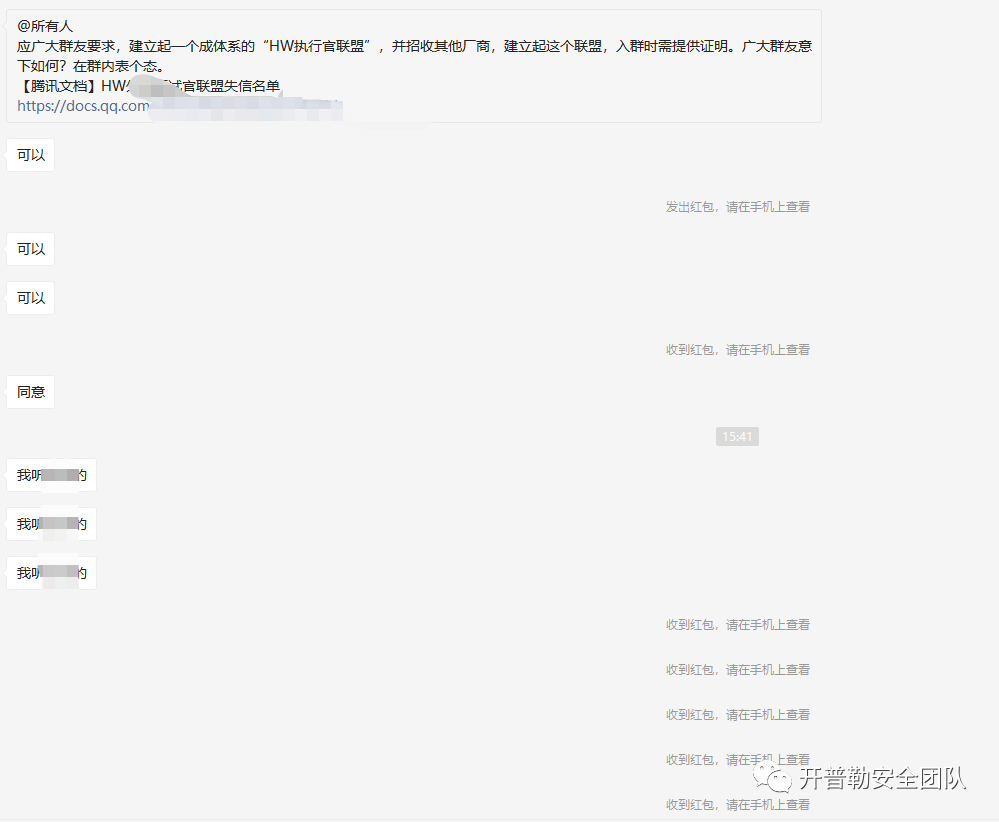 @所有人
应广大群友要求，建立起一个成体系的“HW执行官联盟”，并招收其他厂商，建立起这个联盟，入群时需提供证明。广大群友意
下如何？在群内表个态。
【腾讯文档】HW 试官联盟失信名单
https://docs.qq.com
可以
发出红包，请在手机上查看
可以
可以
收到红包，请在手机上查看
同意
15:41
我听 的
我听 的
我听 的
收到红包，请在手机上查看
收到红包，请在手机上查看
收到红包，请在手机上查看
收到红包，请在手机上查看
开普勒安全团队
收到红包，请在手机上查看